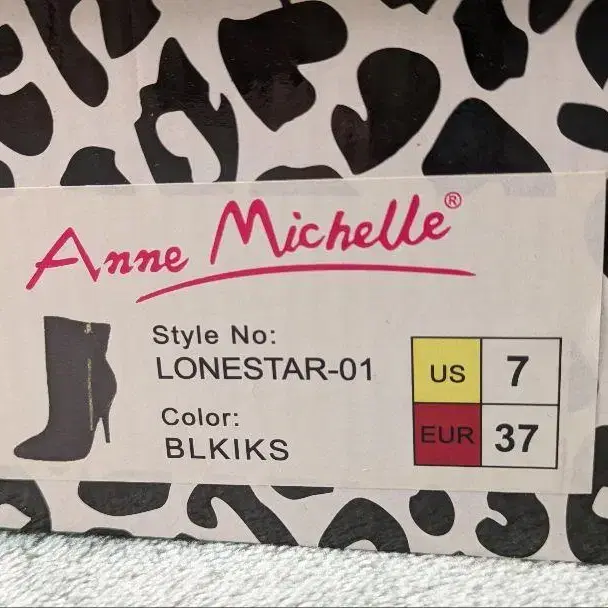 Anne Michelle®
Style No:
LONESTAR-01
Color:
BLKIKS
US 7
EUR 37